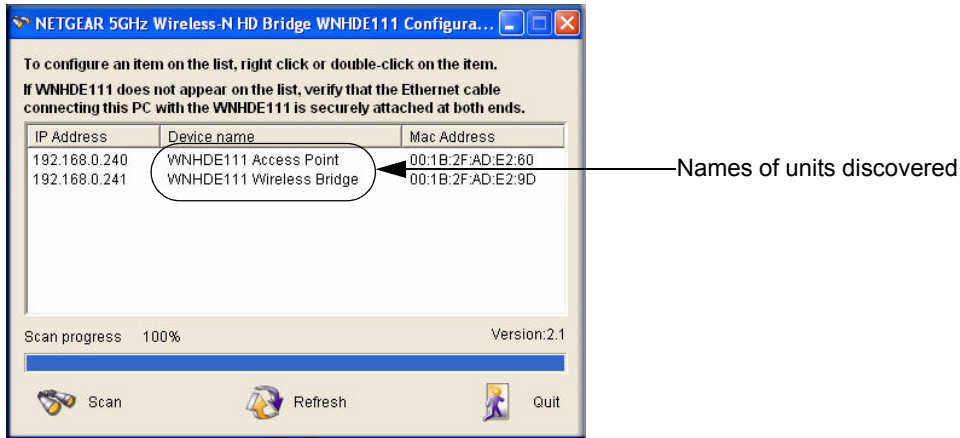 NETGEAR 5GHz Wireless-N HD Bridge WNHDE111 Configura...
To configure an item on the list, right click or double-click on the item.
If WNHDE111 does not appear on the list, verify that the Ethernet cable
connecting this PC with the WNHDE111 is securely attached at both ends.
IP Address Device name Mac Address
192.168.0.240 WNHDE111 Access Point 00:1B:2F:AD:E2:60
192.168.0.241 WNHDE111 Wireless Bridge 00:1B:2F:AD:E2:9D
Names of units discovered
Scan progress 100% Version:2.1
Scan Refresh Quit